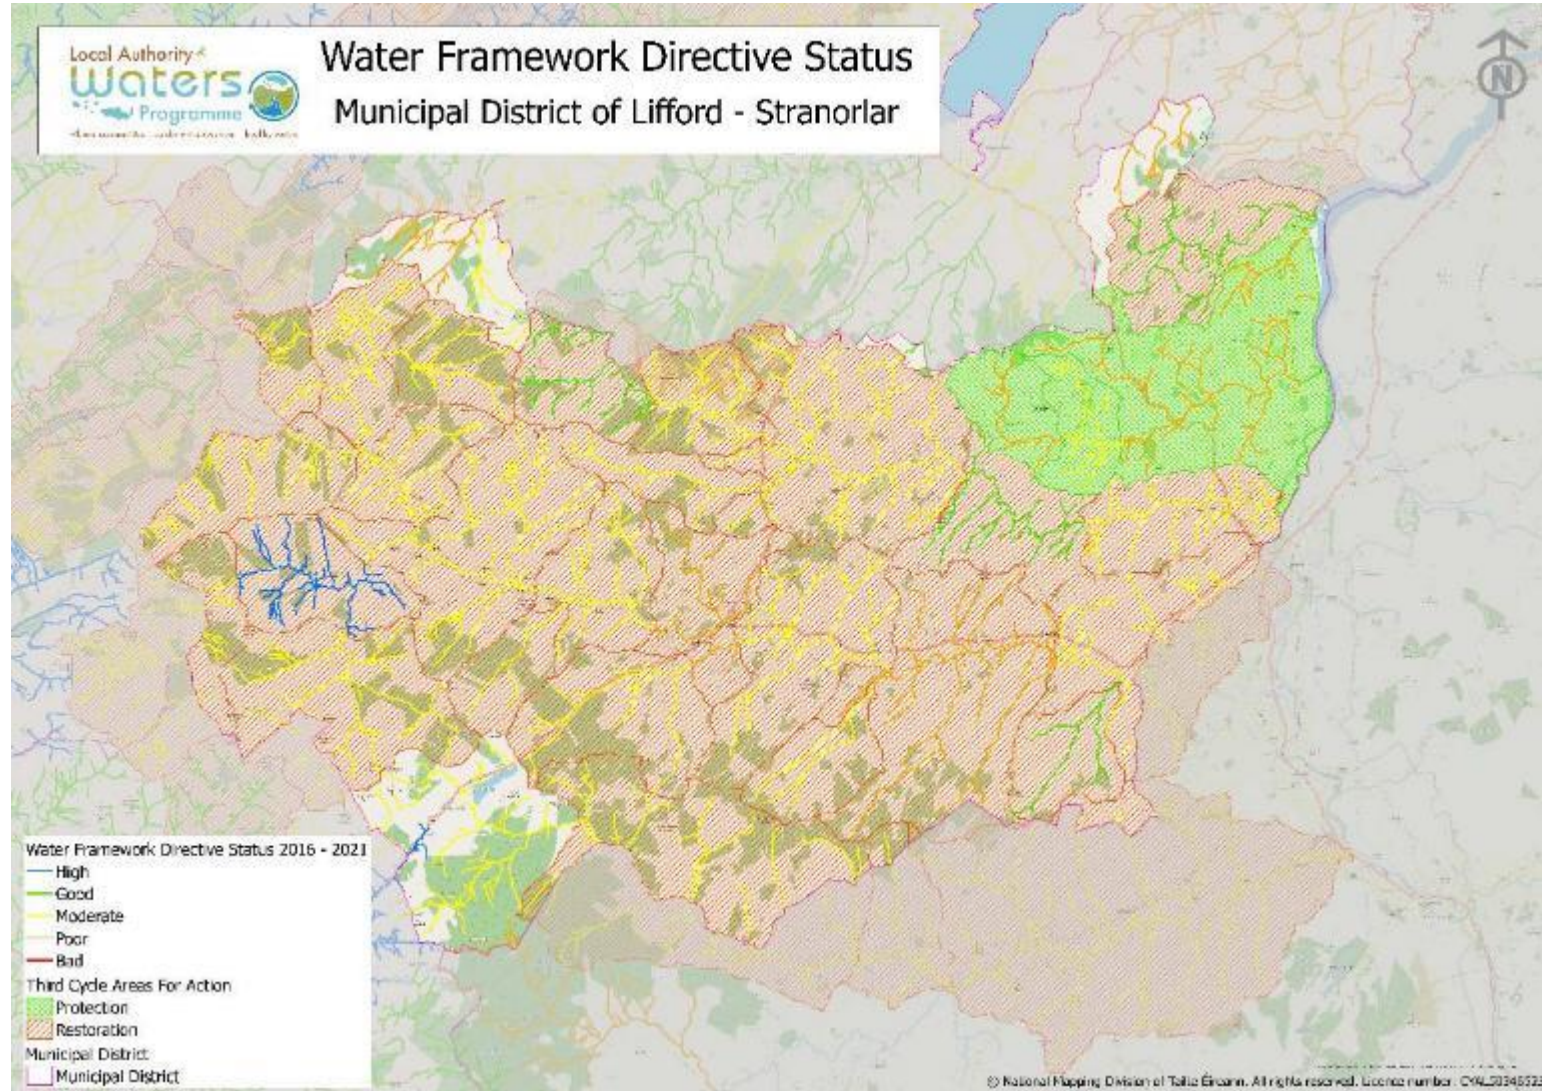 Local Authority
Waters
Programme
Water Framework Directive Status
Municipal District of Lifford - Stranorlar
N
Water Framework Directive Status 2016 - 2021
High
Good
Moderate
Poor
Bad
Third Cycle Areas For Action
Protection
Restoration
Municipal District
Municipal District
© National Mapping Division of Tailte Éireann. All rights reserved. Licence number.